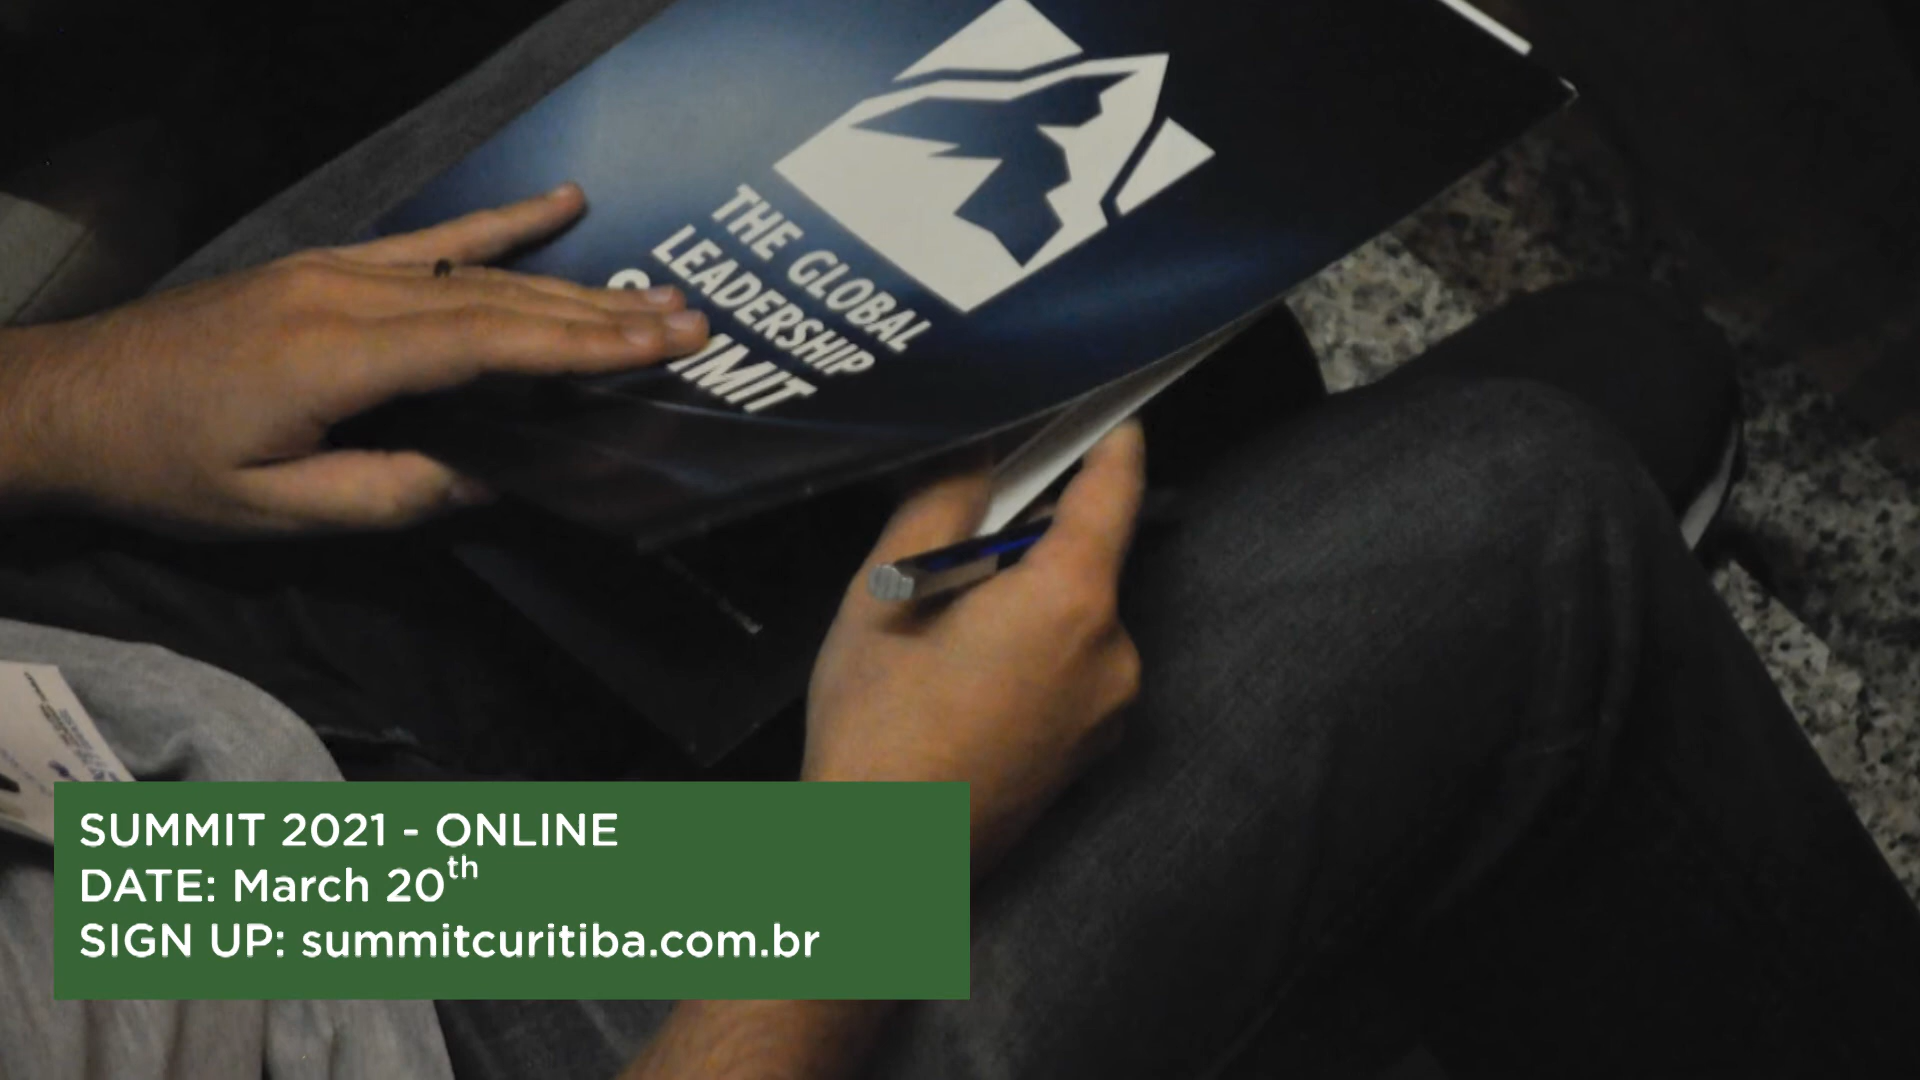 THE GLOBAL
LEADERSHIP
SUMMIT 2021 - ONLINE
DATE: March 20th
SIGN UP: summitcuritiba.com.br